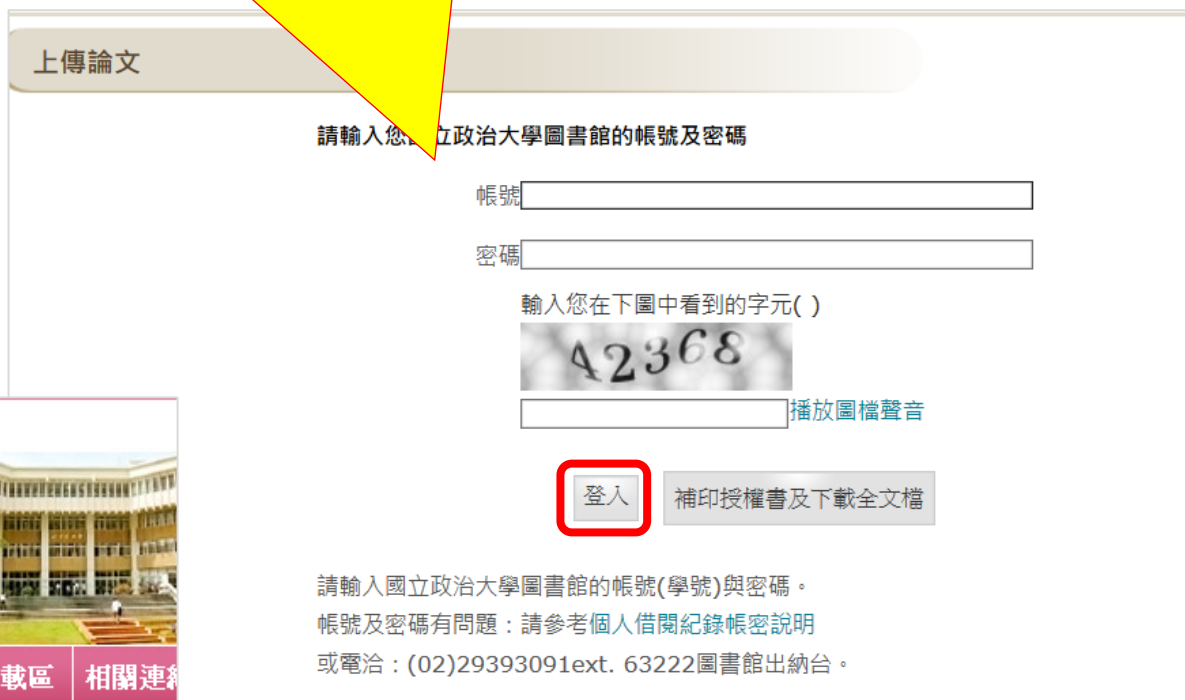 上傳論文
請輸入您 立政治大學圖書館的帳號及密碼
帳號
密碼
輸入您在下圖中看到的字元( )
42368
播放圖檔聲音
登入
補印授權書及下載全文檔
請輸入國立政治大學圖書館的帳號(學號)與密碼。
帳號及密碼有問題：請參考個人借閱紀錄帳密說明
或電洽：(02)29393091ext. 63222圖書館出納台。
載區
相關連